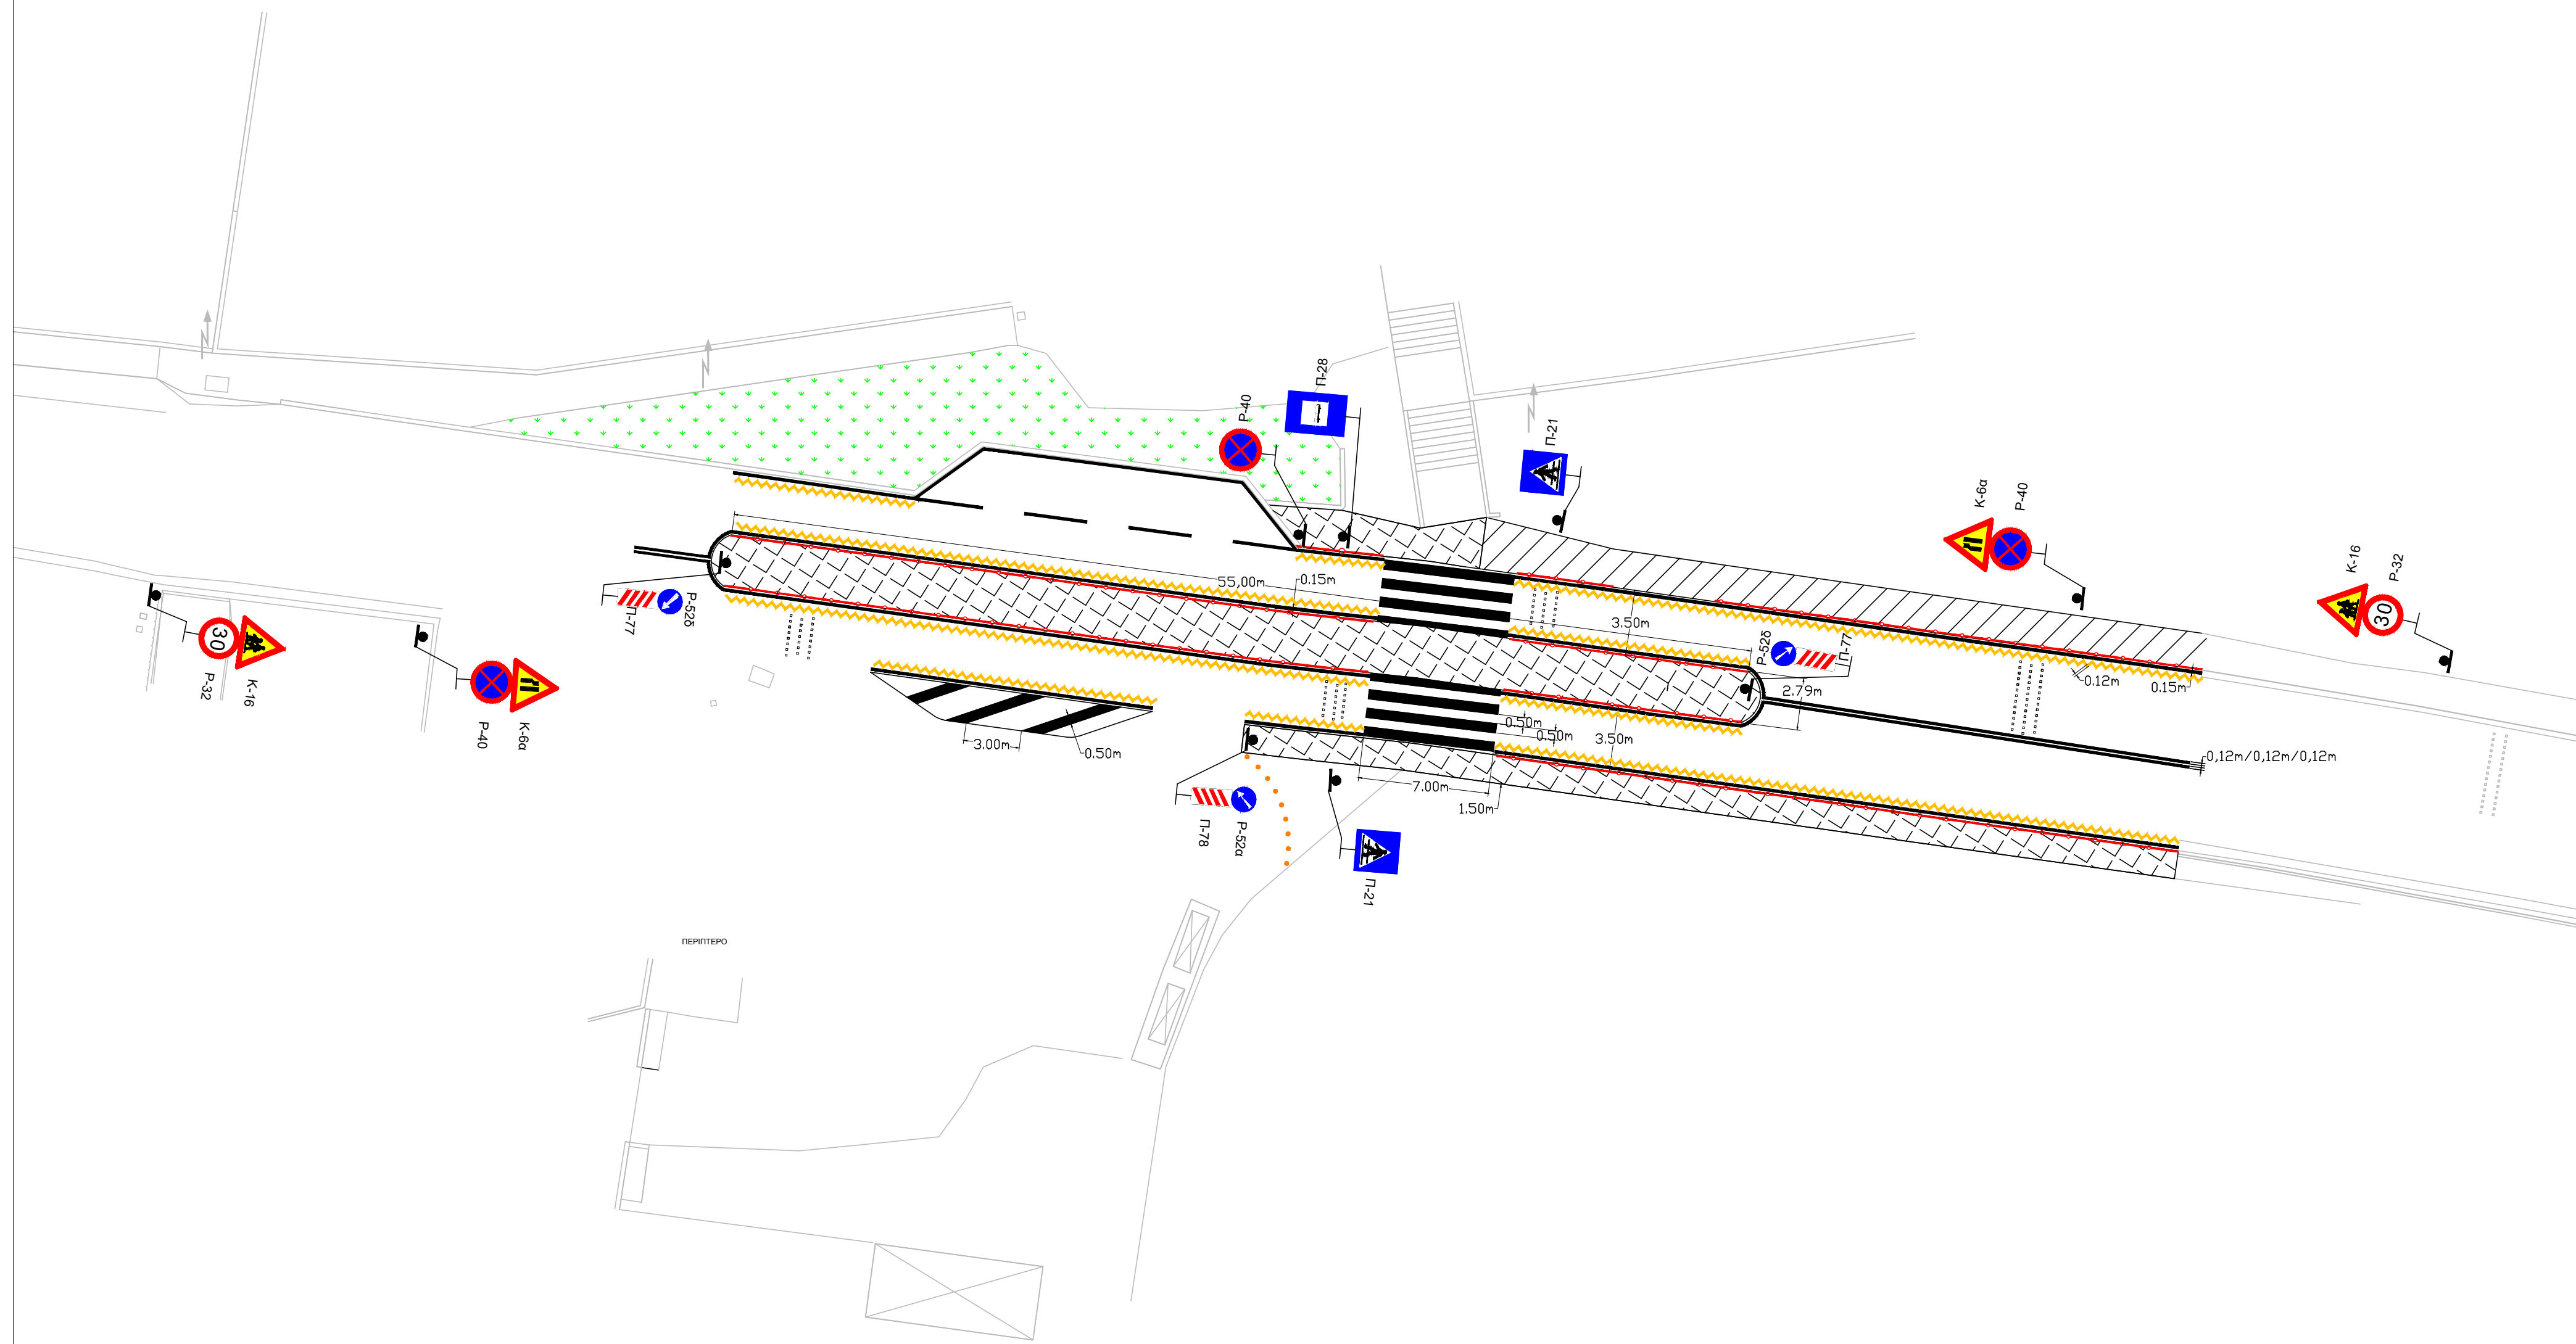 Π-28
P-40
Π-21
K-6α
P-40
K-16
P-32
30
55,00m
0.15m
3.50m
P-52δ
Π-77
P-52δ
Π-77
2.79m
0.12m
0.15m
30
P-32
K-16
P-40
K-6α
3.00m
0.50m
0.50m
0.50m
3.50m
0,12m/0,12m/0,12m
7.00m
1.50m
Π-78
P-52α
Π-21
ΠΕΡΙΠΤΕΡΟ